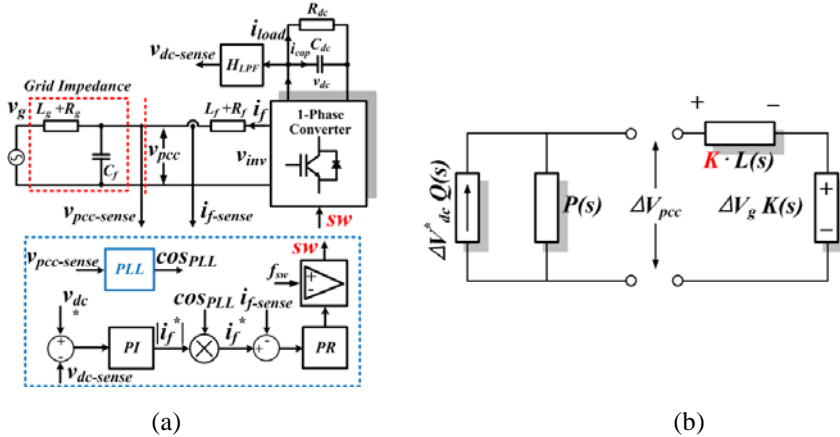 R_dc
i_load
i_cap C_dc
v_dc-sense
H_LPF
v_dc
Grid Impedance
v_g
L_g +R_g
L_f +R_f
i_f
1-Phase
Converter
C_f
v_pcc
v_inv
v_pcc-sense
i_f-sense
sw
sw
v_pcc-sense
PLL
cos_PLL
f_sw
+
-
v_dc
*
cos_PLL
i_f-sense
+
-
PI
|i_f^*|
i_f^*
+
-
PR
v_dc-sense
(a)
+ −
K · L(s)
ΔV^*_dc Q(s)
P(s)
ΔV_pcc
ΔV_g K(s)
+
−
(b)